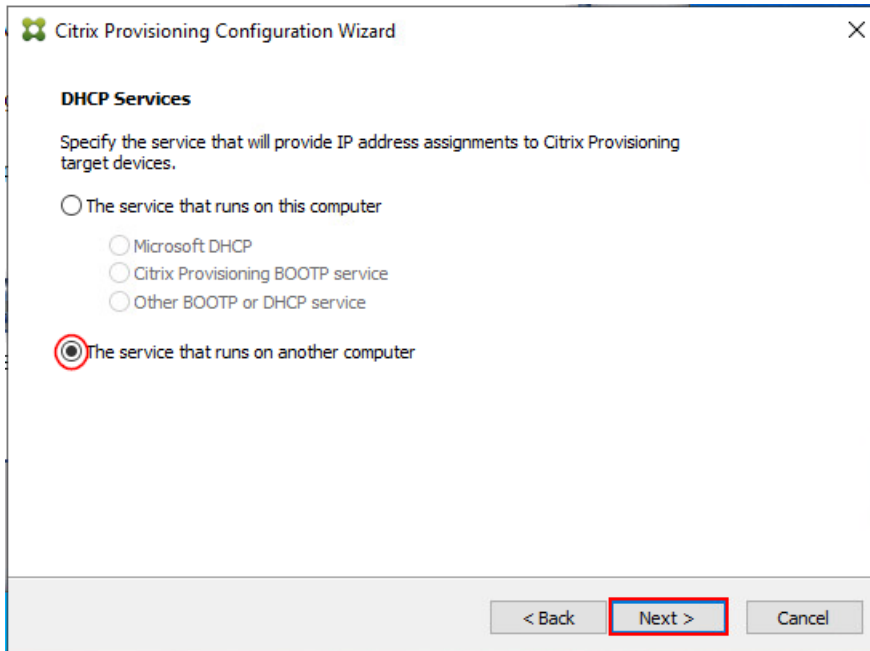 Citrix Provisioning Configuration Wizard
DHCP Services
Specify the service that will provide IP address assignments to Citrix Provisioning
target devices.
The service that runs on this computer
Microsoft DHCP
Citrix Provisioning BOOTP service
Other BOOTP or DHCP service
The service that runs on another computer
< Back Next > Cancel